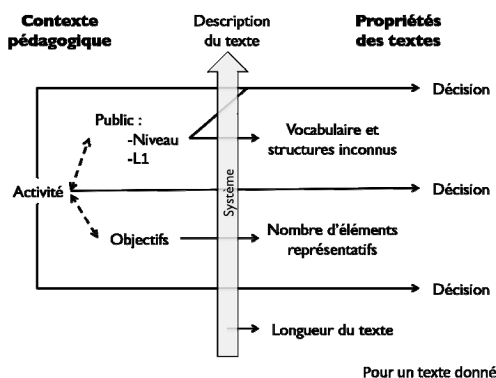 Contexte
pédagogique
Description
du texte
Propriétés
des textes
Décision
Public :
-Niveau
-L1
Vocabulaire et
structures inconnus
Activité
Système
Décision
Objectifs
Nombre d'éléments
représentatifs
Décision
Longueur du texte
Pour un texte donné